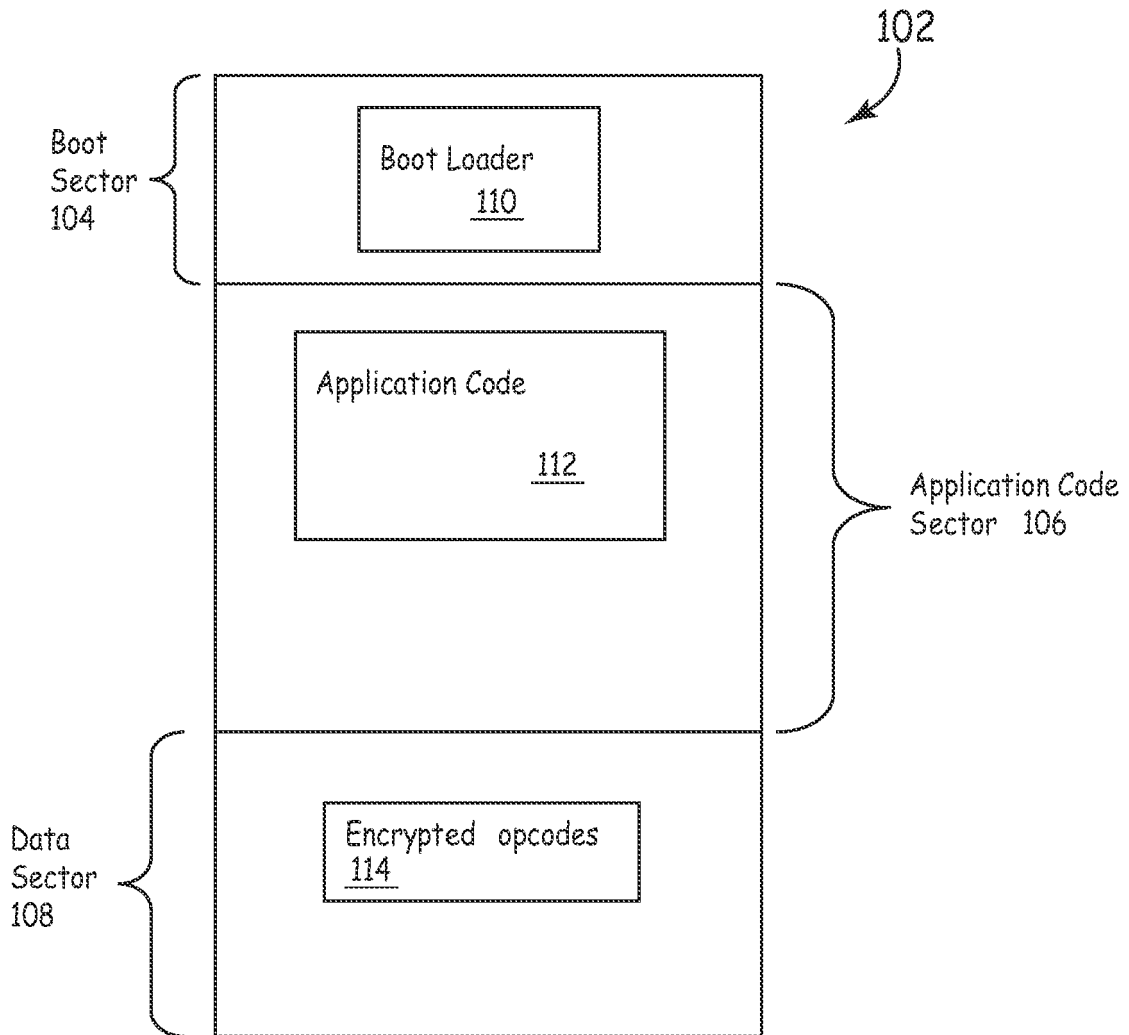 102
Boot
Sector
104
Boot Loader
110
Application Code
112
Application Code
Sector 106
Data
Sector
108
Encrypted opcodes
114